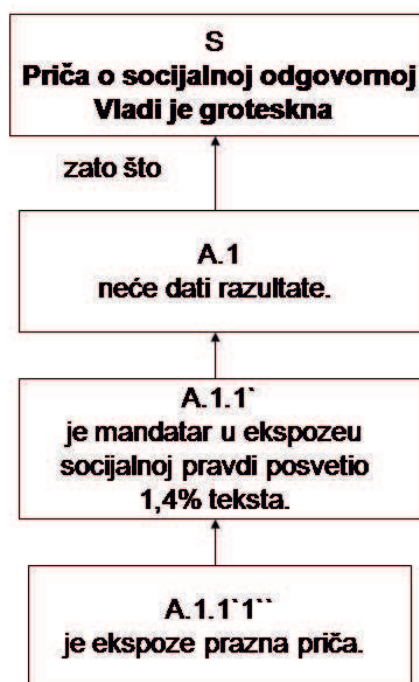 S
Priča o socijalnoj odgovornoj
Vladi je groteskna
zato što
A.1
neće dati razultate.
A.1.1`
je mandatar u ekspozeu
socijalnoj pravdi posvetio
1,4% teksta.
A.1.1`1``
je ekspoze prazna priča.